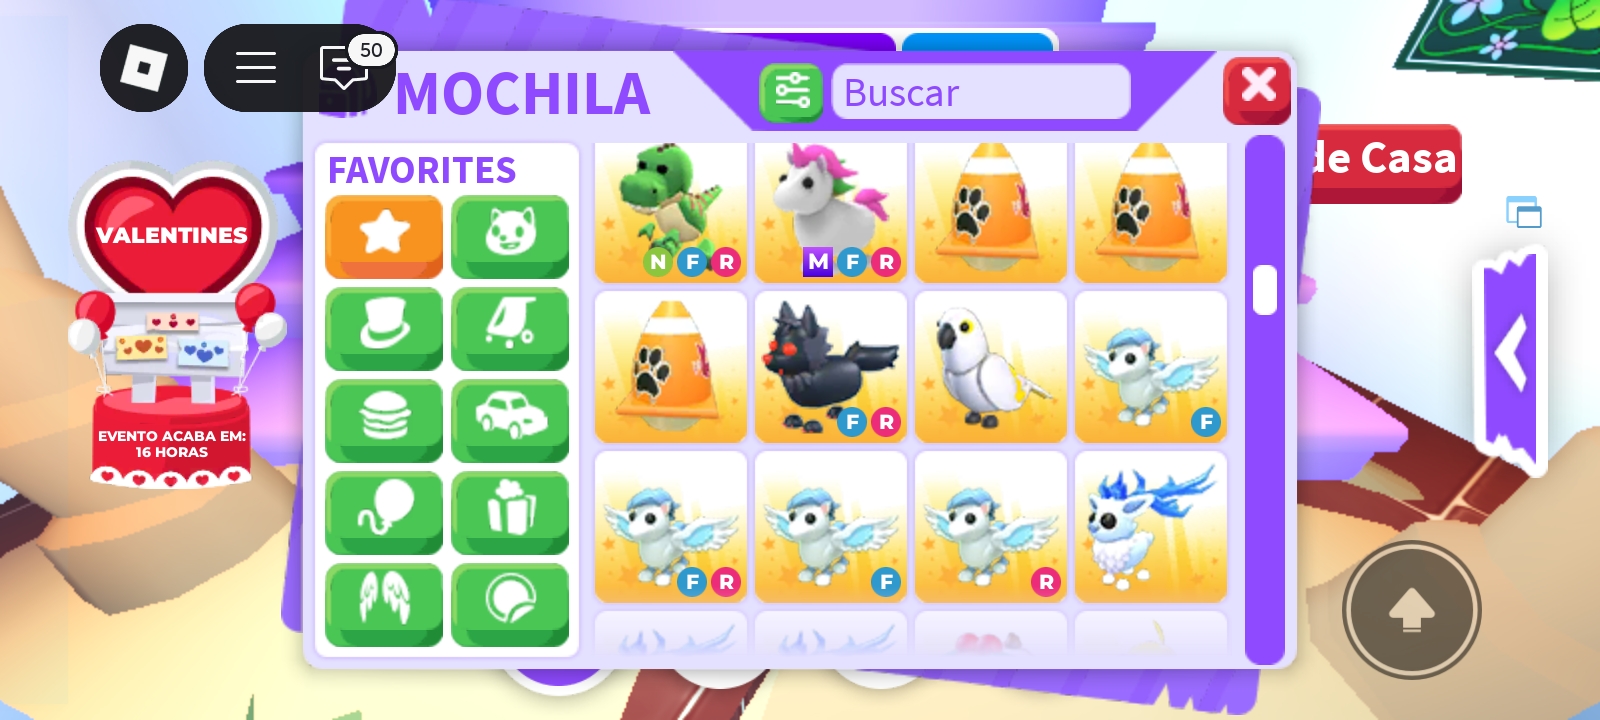 50
MOCHILA
Buscar
de Casa
FAVORITES
VALENTINES
EVENTO ACABA EM:
16 HORAS
N F R
M F R
F R
F
F R
F
R